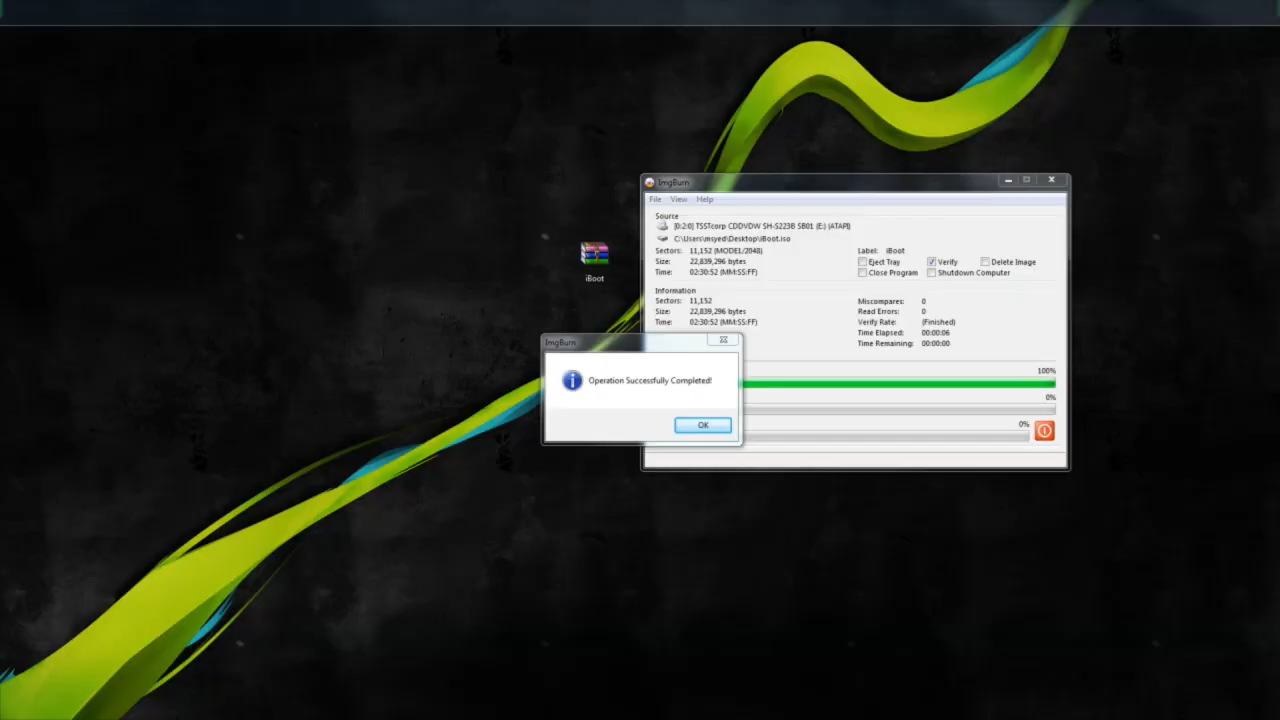 ImgBurn
File View Help
Source
[0:2:0] TSSTcorp CDDVDW SH-S223B SB01 (E:) (ATAPI)
C:\Users\msyed\Desktop\iBoot.iso
Sectors: 11,152 (MODE1/2048) Label: iBoot
Size: 22,839,296 bytes Eject Tray Verify Delete Image
Time: 02:30:52 (MM:SS:FF) Close Program Shutdown Computer
iBoot
Information
Sectors: 11,152 Miscompares: 0
Size: 22,839,296 bytes Read Errors: 0
Time: 02:30:52 (MM:SS:FF) Verify Rate: (Finished)
Time Elapsed: 00:00:06
Time Remaining: 00:00:00
ImgBurn
Operation Successfully Completed!
OK
100%
0%
0%